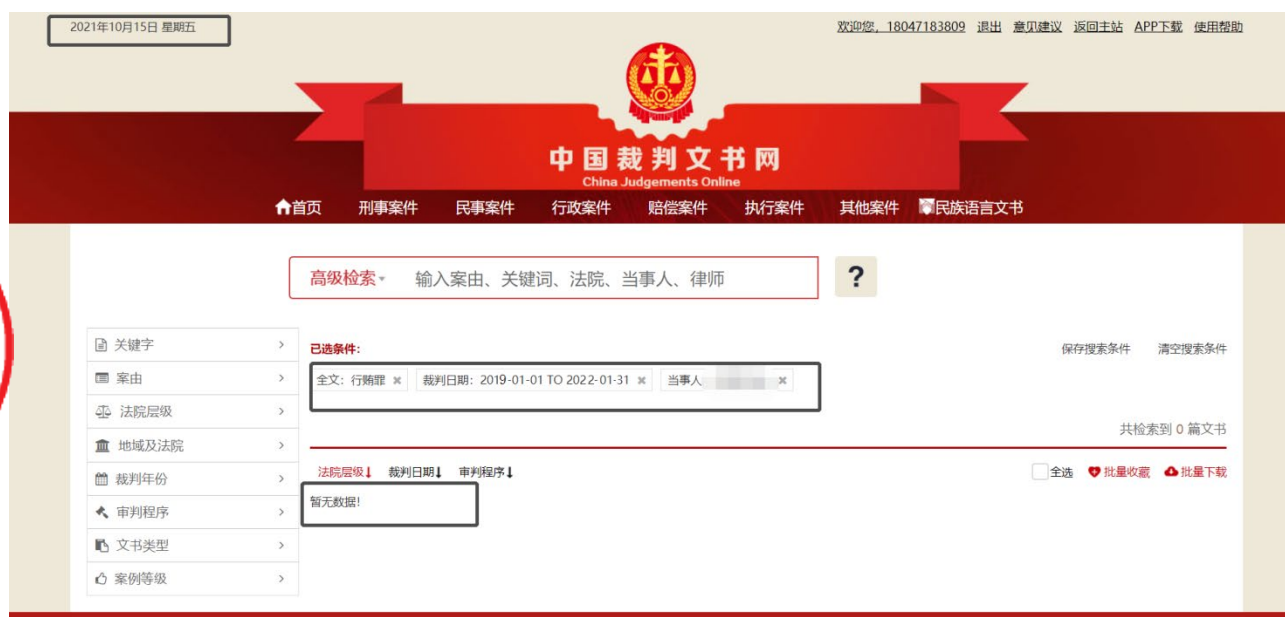 2021年10月15日 星期五
欢迎您，18047183809 退出 意见建议 返回主站 APP下载 使用帮助
中国裁判文书网
China Judgements Online
首页 刑事案件 民事案件 行政案件 赔偿案件 执行案件 其他案件 民族语言文书
高级检索 输入案由、关键词、法院、当事人、律师 ?
关键字
案由
法院层级
地域及法院
裁判年份
审判程序
文书类型
案例等级
已选条件:
保存搜索条件 清空搜索条件
全文：行贿罪 × 裁判日期：2019-01-01 TO 2022-01-31 × 当事人 ×
共检索到 0 篇文书
法院层级 裁判日期 审判程序
全选 批量收藏 批量下载
暂无数据!